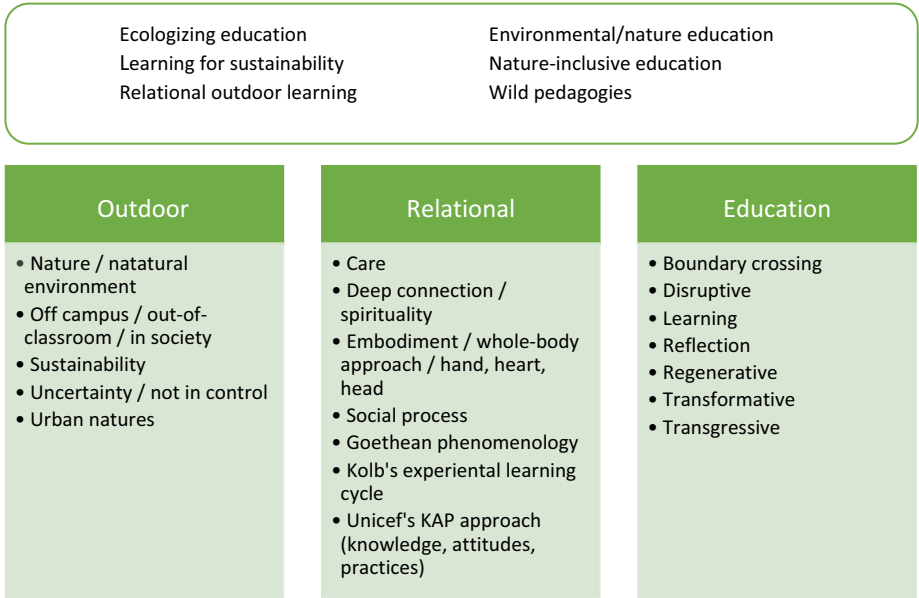 Ecologizing education
Learning for sustainability
Relational outdoor learning
Environmental/nature education
Nature-inclusive education
Wild pedagogies
Outdoor
• Nature / natatural
environment
• Off campus / out-of-
classroom / in society
• Sustainability
• Uncertainty / not in control
• Urban natures
Relational
• Care
• Deep connection /
spirituality
• Embodiment / whole-body
approach / hand, heart,
head
• Social process
• Goethean phenomenology
• Kolb's experiental learning
cycle
• Unicef's KAP approach
(knowledge, attitudes,
practices)
Education
• Boundary crossing
• Disruptive
• Learning
• Reflection
• Regenerative
• Transformative
• Transgressive